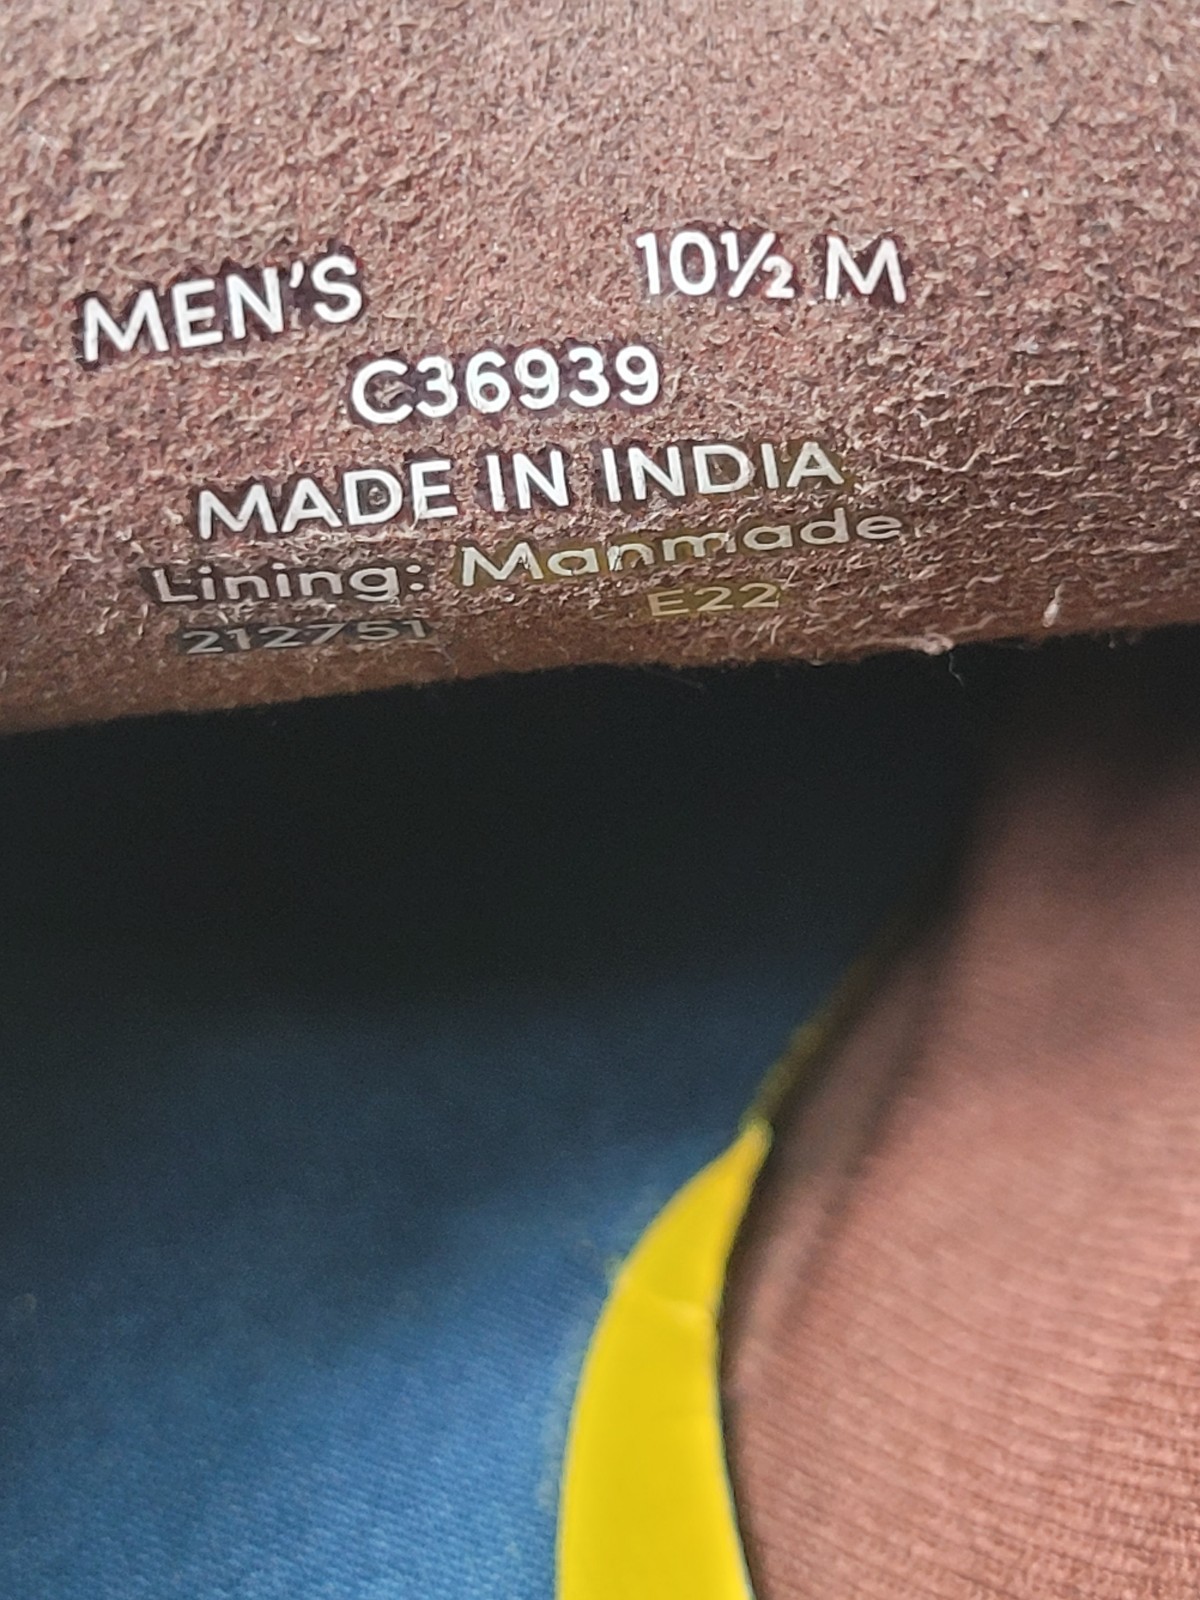 MEN'S 10½ M
C36939
MADE IN INDIA
Lining: Manmade
212751 E22